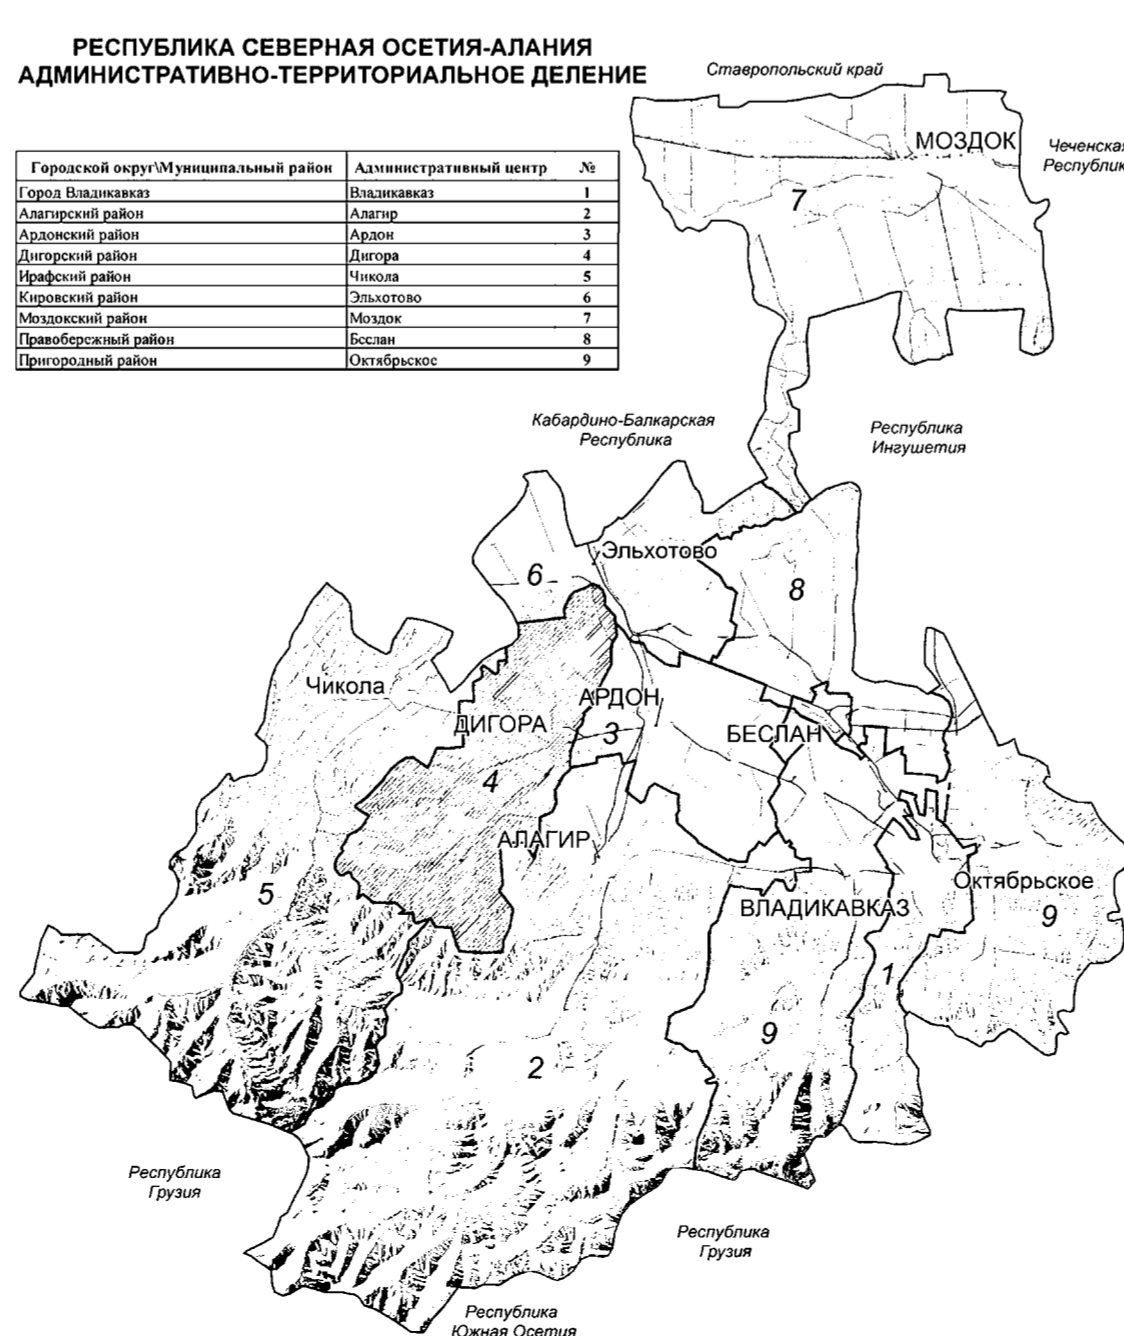 РЕСПУБЛИКА СЕВЕРНАЯ ОСЕТИЯ-АЛАНИЯ
АДМИНИСТРАТИВНО-ТЕРРИТОРИАЛЬНОЕ ДЕЛЕНИЕ
Городской округ\Муниципальный район Административный центр №
Город Владикавказ Владикавказ 1
Алагирский район Алагир 2
Ардонский район Ардон 3
Дигорский район Дигора 4
Ирафский район Чикола 5
Кировский район Эльхотово 6
Моздокский район Моздок 7
Правобережный район Беслан 8
Пригородный район Октябрьское 9
Ставропольский край
МОЗДОК
Чеченская
Республик
7
Кабардино-Балкарская
Республика
Республика
Ингушетия
Эльхотово
6
8
Чикола
АРДОН
ДИГОРА
3
БЕСЛАН
4
АЛАГИР
5
Октябрьское
ВЛАДИКАВКАЗ
9
1
9
2
Республика
Грузия
Республика
Грузия
Республика
Южная Осетия